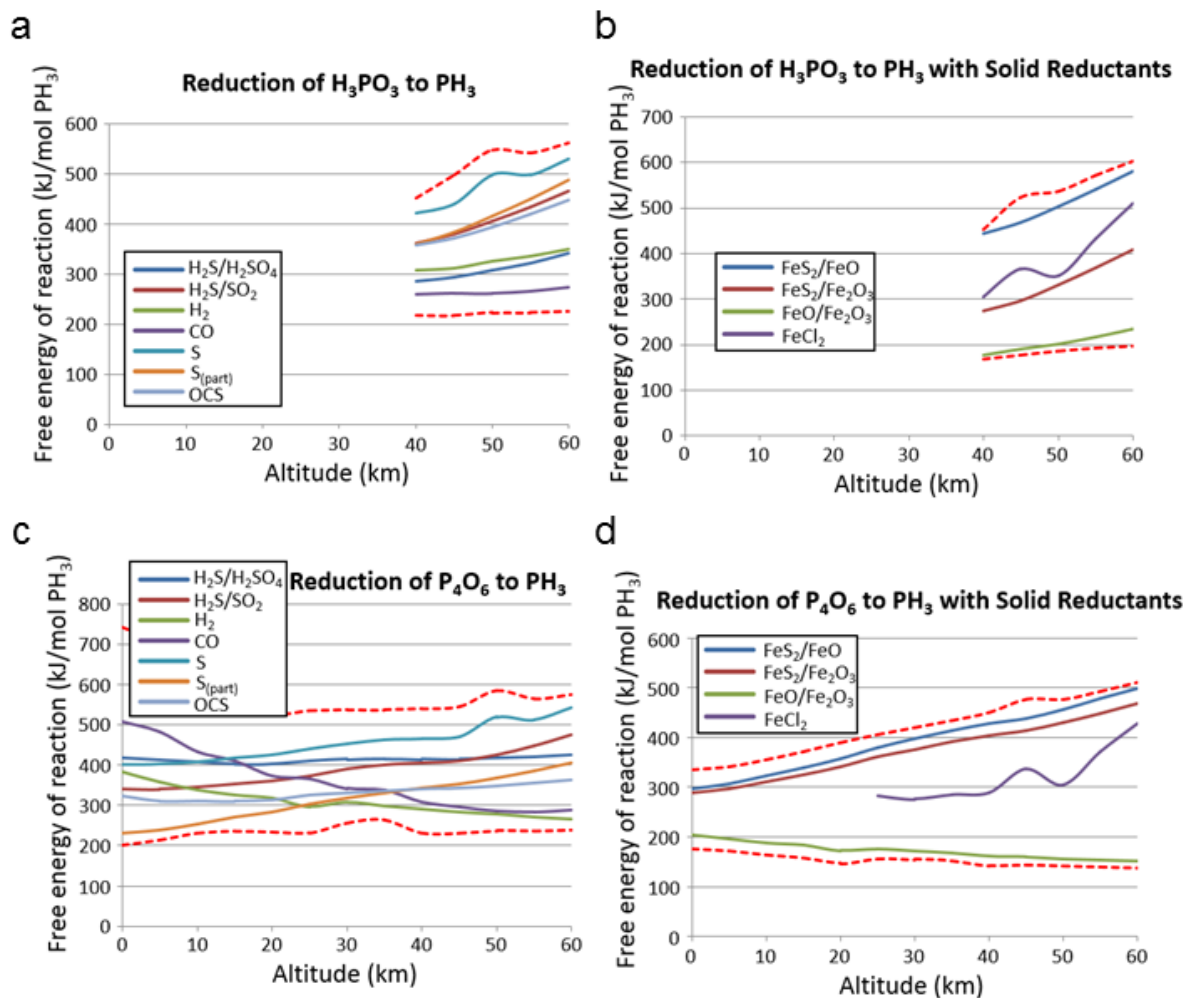 a
Reduction of H₃PO₃ to PH₃
Free energy of reaction (kJ/mol PH₃)
600
500
400
300
200
100
0
H₂S/H₂SO₄
H₂S/SO₂
H₂
CO
S
S₍part₎
OCS
0 10 20 30 40 50 60
Altitude (km)
b
Reduction of H₃PO₃ to PH₃ with Solid Reductants
Free energy of reaction (kJ/mol PH₃)
700
600
500
400
300
200
100
0
FeS₂/FeO
FeS₂/Fe₂O₃
FeO/Fe₂O₃
FeCl₂
0 10 20 30 40 50 60
Altitude (km)
c
Reduction of P₄O₆ to PH₃
Free energy of reaction (kJ/mol PH₃)
800
700
600
500
400
300
200
100
0
H₂S/H₂SO₄
H₂S/SO₂
H₂
CO
S
S₍part₎
OCS
0 10 20 30 40 50 60
Altitude (km)
d
Reduction of P₄O₆ to PH₃ with Solid Reductants
Free energy of reaction (kJ/mol PH₃)
600
500
400
300
200
100
0
FeS₂/FeO
FeS₂/Fe₂O₃
FeO/Fe₂O₃
FeCl₂
0 10 20 30 40 50 60
Altitude (km)